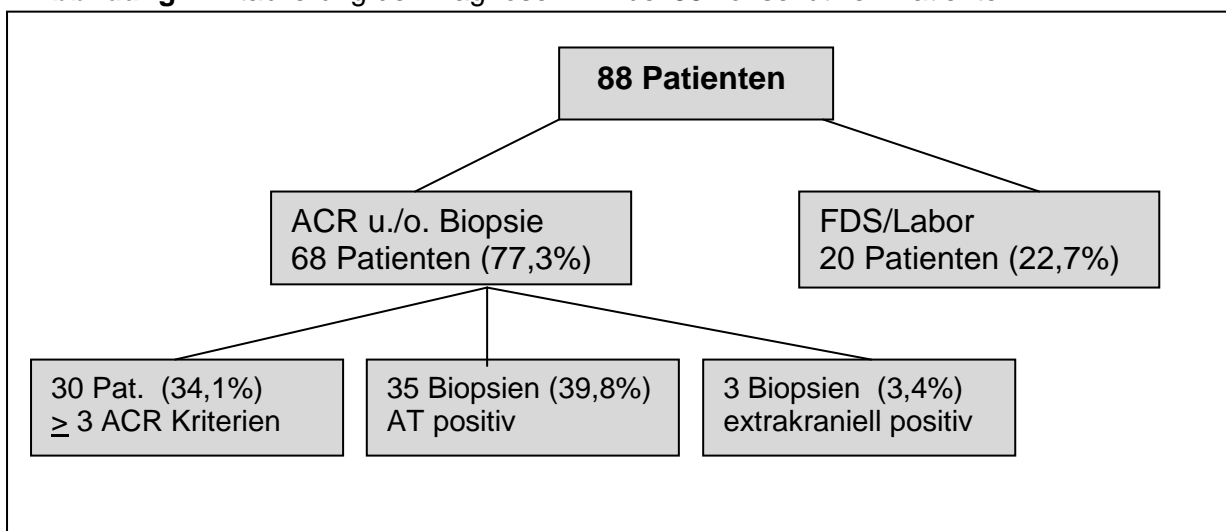 88 Patienten
ACR u./o. Biopsie
68 Patienten (77,3%)
FDS/Labor
20 Patienten (22,7%)
30 Pat. (34,1%)
≥ 3 ACR Kriterien
35 Biopsien (39,8%)
AT positiv
3 Biopsien (3,4%)
extrakraniell positiv